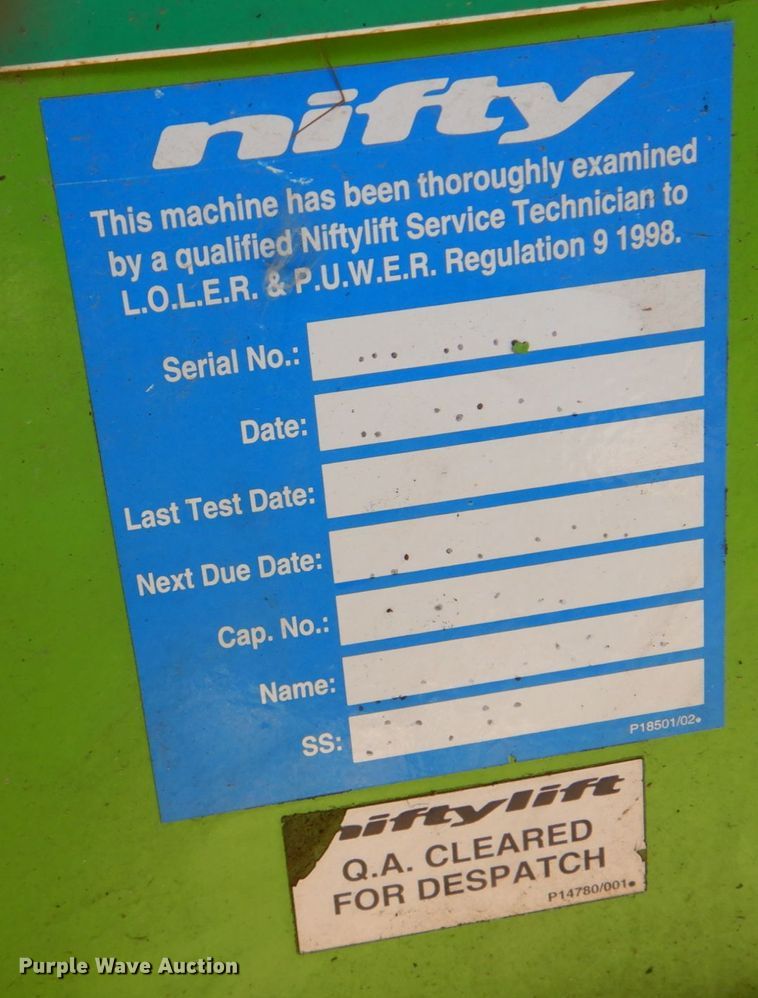 nifty
This machine has been thoroughly examined
by a qualified Niftylift Service Technician to
L.O.L.E.R. & P.U.W.E.R. Regulation 9 1998.
Serial No.:
Date:
Last Test Date:
Next Due Date:
Cap. No.:
Name:
SS:
P18501/02
niftylift
Q.A. CLEARED
FOR DESPATCH
P14780/001
Purple Wave Auction